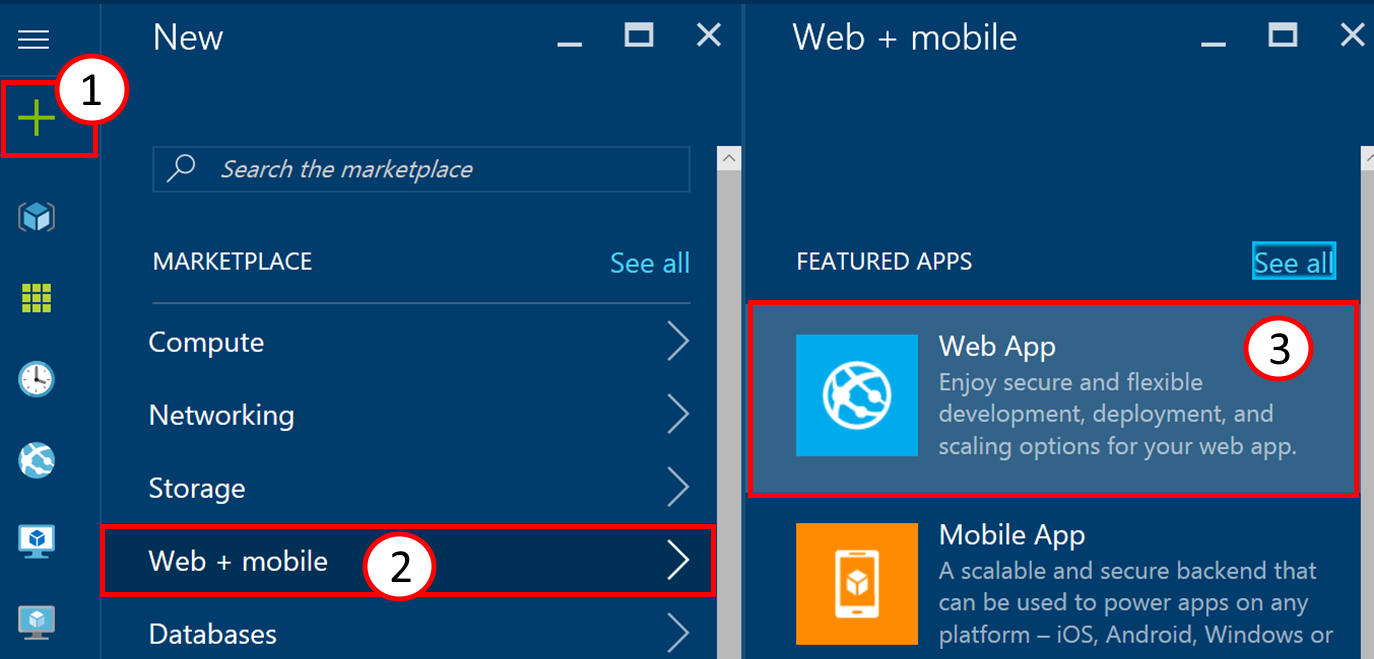 1
New
Search the marketplace
MARKETPLACE
See all
Compute
Networking
Storage
Web + mobile
2
Databases
Web + mobile
FEATURED APPS
See all
Web App
3
Enjoy secure and flexible
development, deployment, and
scaling options for your web app.
Mobile App
A scalable and secure backend that
can be used to power apps on any
platform – iOS, Android, Windows or